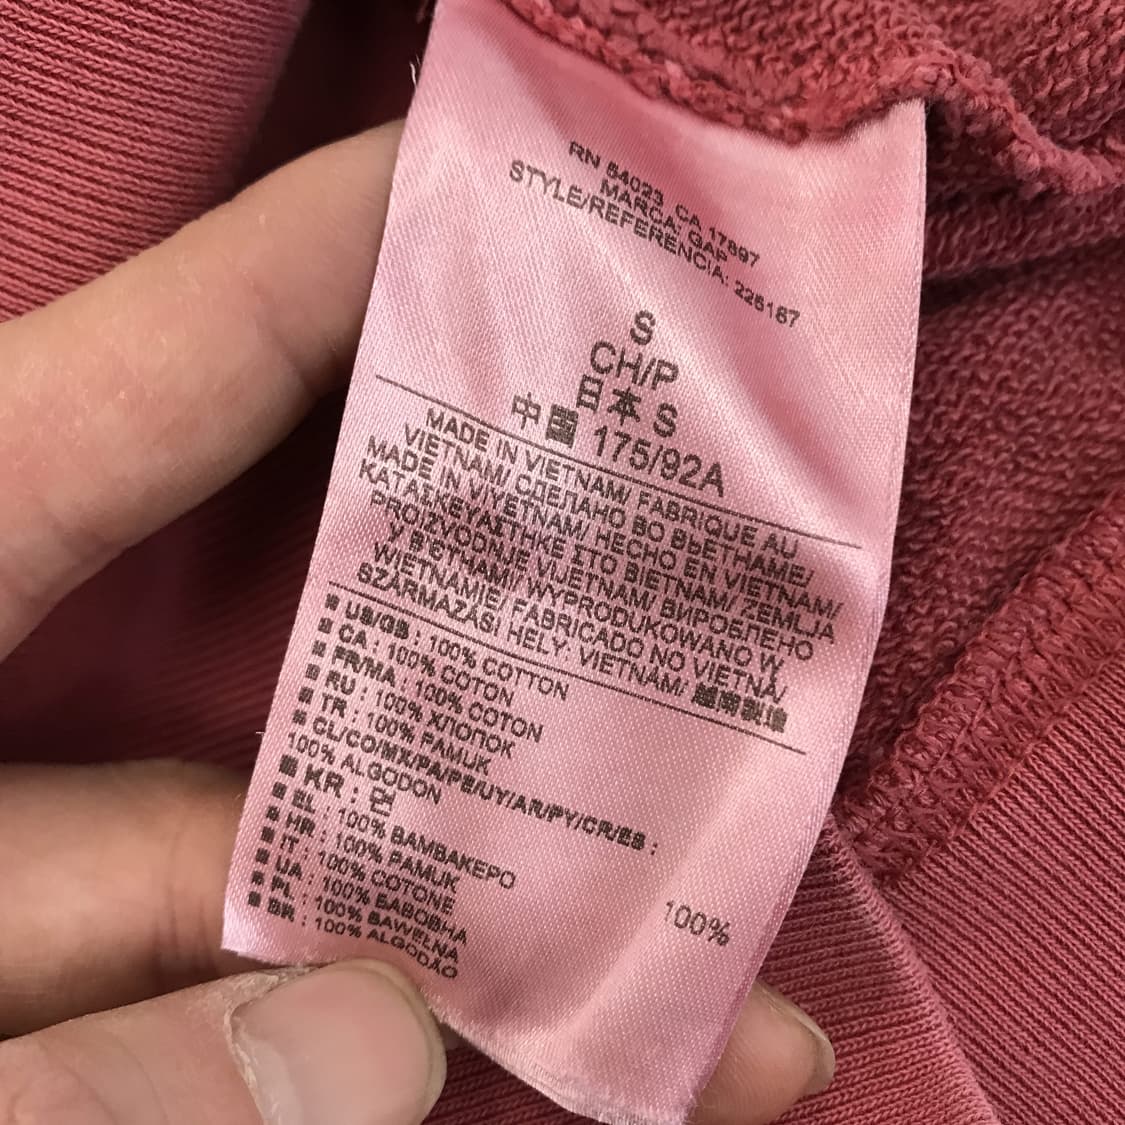 RN 54023 CA 17897
MARCA: GAP
STYLE/REFERENCIA: 225167
S
CH/P
日本 S
中国 175/92A
MADE IN VIETNAM/ FABRIQUE AU
VIETNAM/ СДЕЛАНО ВО ВЬЕТНАМЕ/
MADE IN VIYETNAM/ HECHO EN VIETNAM/
ΚΑΤΑΣΚΕΥΑΣΤΗΚΕ ΣΤΟ ΒΙΕΤΝΑΜ/ ZEMLJA
PROIZVODNJE VIJETNAM/ ВИРОБЛЕНО
У В'ЄТНАМІ/ WYPRODUKOWANO W
WIETNAMIE/ FABRICADO NO VIETNÃ/
SZÁRMAZÁSI HELY: VIETNAM/ 越南製造
■ US/GB : 100% COTTON
■ CA : 100% COTON
■ FR/MA : 100% COTON
■ RU : 100% ХЛОПОК
■ TR : 100% PAMUK
■ CL/CO/MX/PA/PE/UY/AR/PY/CR/ES :
100% ALGODON
■ KR : 면 100%
■ EL : 100% ΒΑΜΒΑΚΕΡΟ
■ HR : 100% PAMUK
■ IT : 100% COTONE
■ UA : 100% БАВОВНА
■ PL : 100% BAWEŁNA
■ BR : 100% ALGODÃO